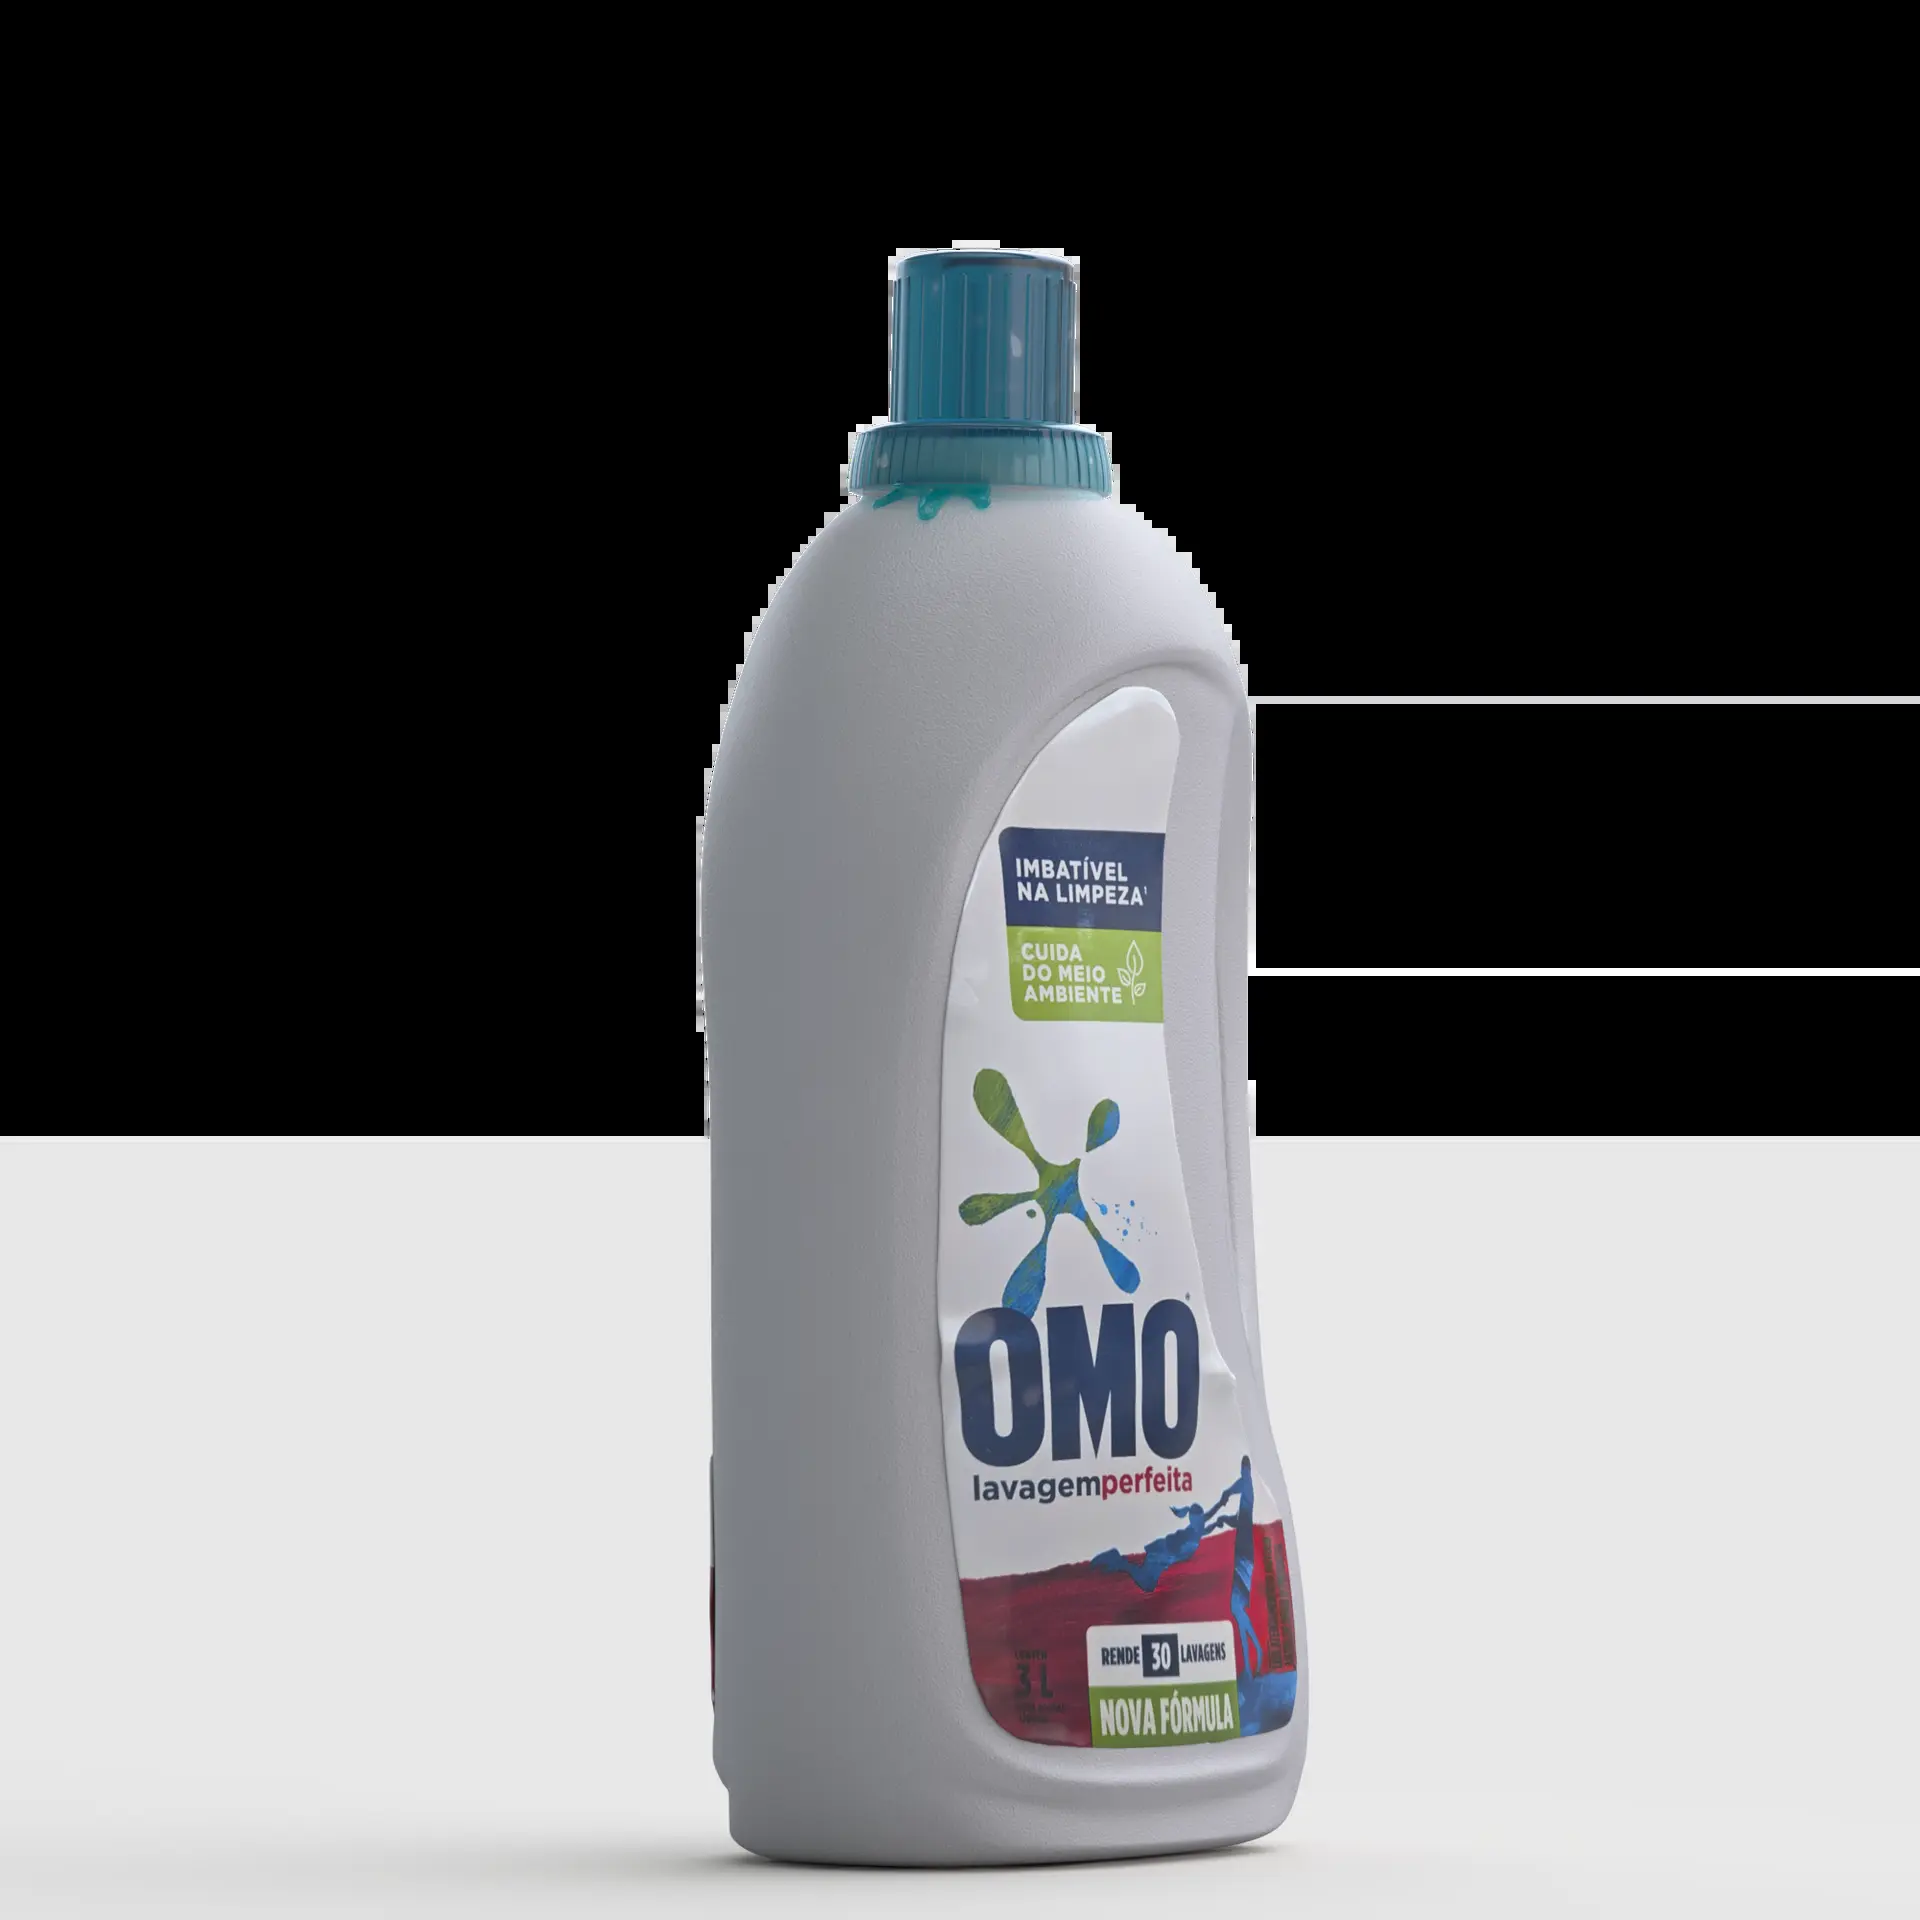 IMBATÍVEL
NA LIMPEZA¹
CUIDA
DO MEIO
AMBIENTE
OMO
lavagemperfeita
RENDE 30 LAVAGENS
NOVA FÓRMULA
3 L